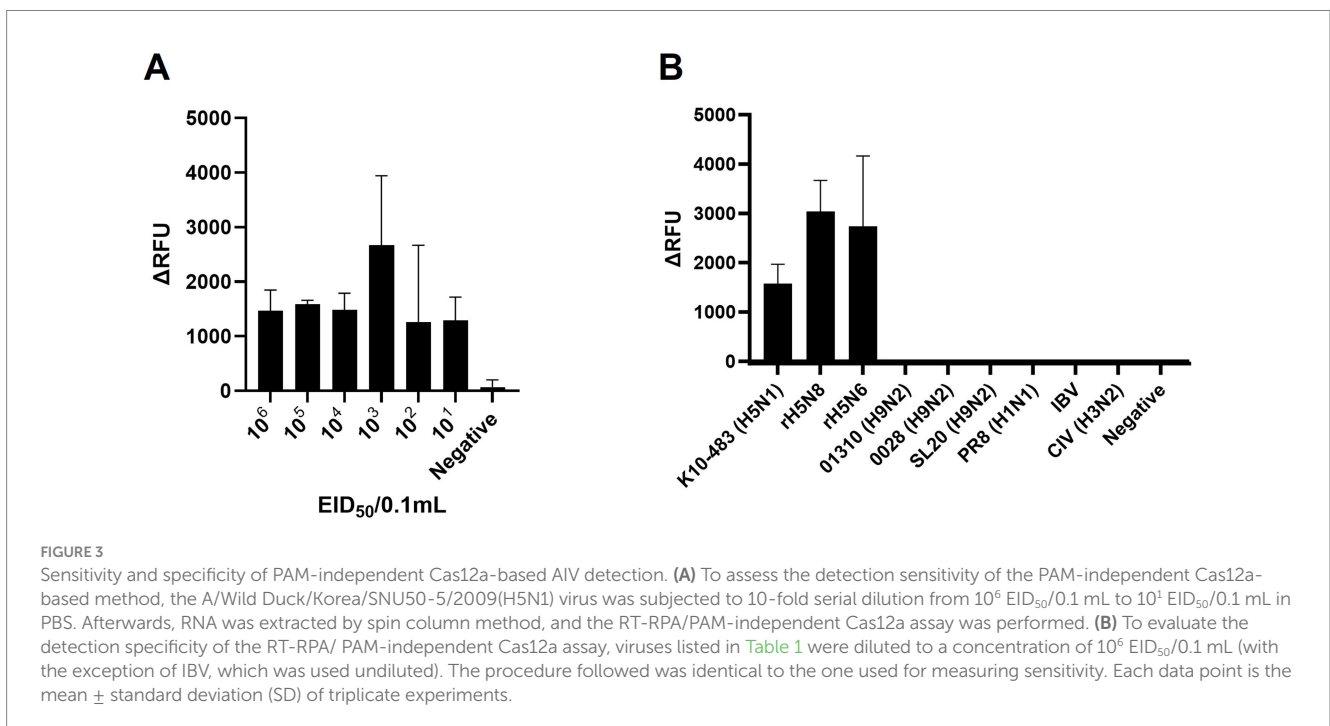 A
B
5000
4000
3000
2000
1000
0
ΔRFU
10⁶
10⁵
10⁴
10³
10²
10¹
Negative
EID₅₀/0.1mL
5000
4000
3000
2000
1000
0
ΔRFU
K10-483 (H5N1)
rH5N8
rH5N6
01310 (H9N2)
0028 (H9N2)
SL20 (H9N2)
PR8 (H1N1)
IBV
CIV (H3N2)
Negative
FIGURE 3
Sensitivity and specificity of PAM-independent Cas12a-based AIV detection. (A) To assess the detection sensitivity of the PAM-independent Cas12a-
based method, the A/Wild Duck/Korea/SNU50-5/2009(H5N1) virus was subjected to 10-fold serial dilution from 10⁶ EID₅₀/0.1 mL to 10¹ EID₅₀/0.1 mL in
PBS. Afterwards, RNA was extracted by spin column method, and the RT-RPA/PAM-independent Cas12a assay was performed. (B) To evaluate the
detection specificity of the RT-RPA/ PAM-independent Cas12a assay, viruses listed in Table 1 were diluted to a concentration of 10⁶ EID₅₀/0.1 mL (with
the exception of IBV, which was used undiluted). The procedure followed was identical to the one used for measuring sensitivity. Each data point is the
mean ± standard deviation (SD) of triplicate experiments.